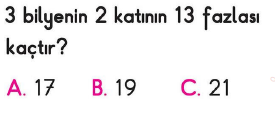 3 bilyenin 2 katının 13 fazlası
kaçtır?
A. 17 B. 19 C. 21